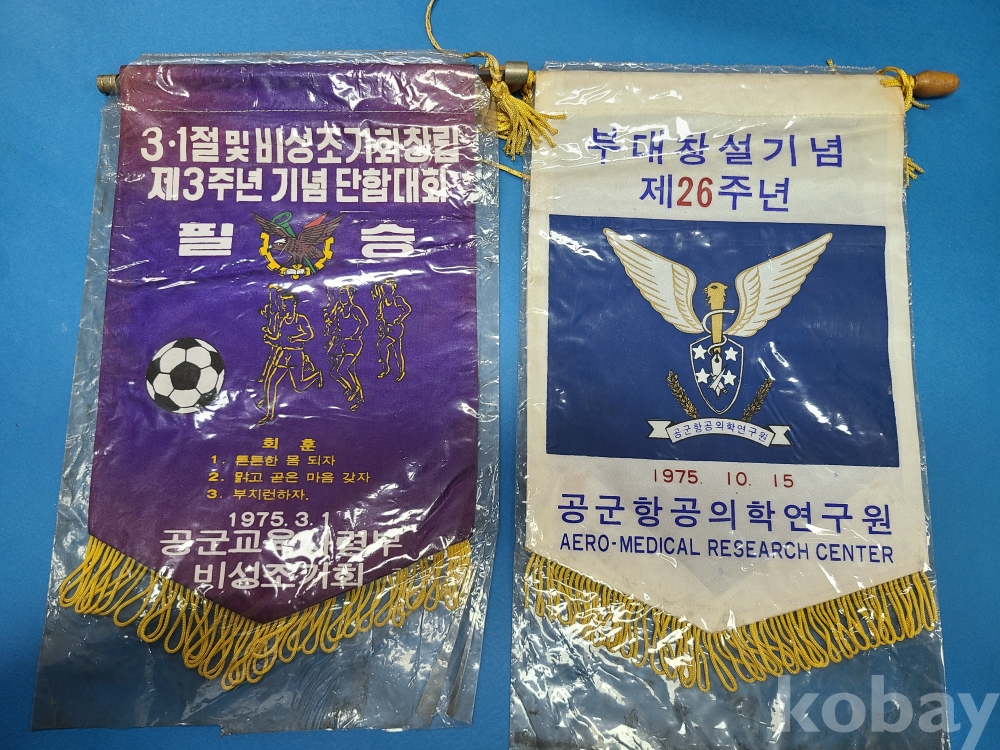 3·1절 및 비성조기회창립
제3주년 기념 단합대회
필 승
회 훈
1. 튼튼한 몸 되자
2. 맑고 곧은 마음 갖자
3. 부지런하자.
1975. 3. 1
공군교육사령부
비성조기회
부대창설기념
제26주년
공군항공의학연구원
1975. 10. 15
공군항공의학연구원
AERO-MEDICAL RESEARCH CENTER
kobay